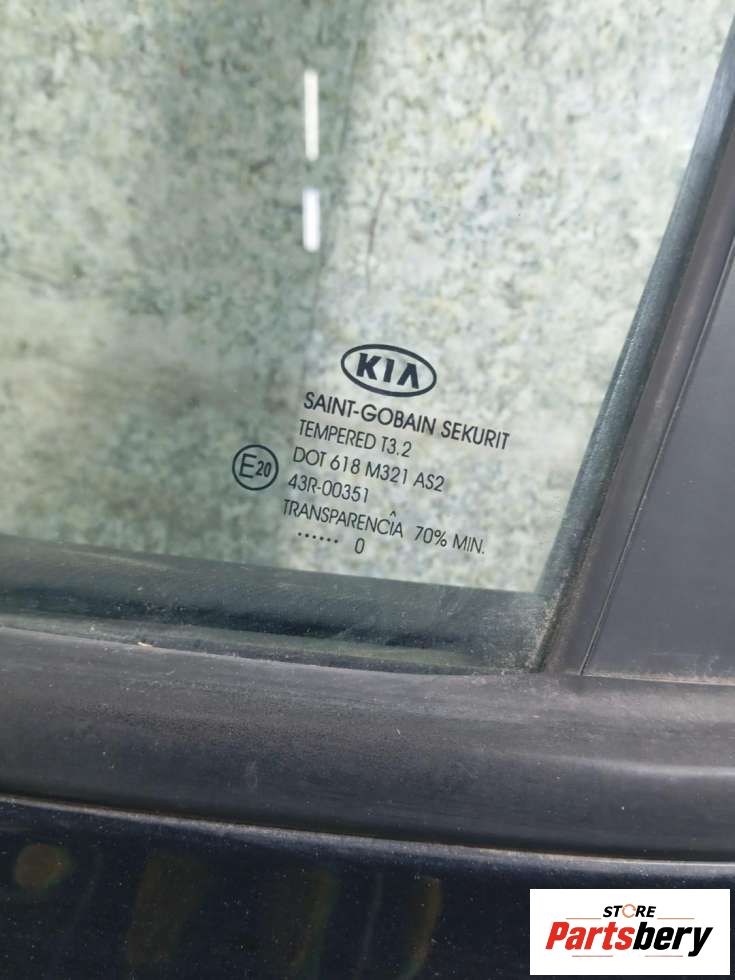 KIA
SAINT-GOBAIN SEKURIT
TEMPERED T3.2
DOT 618 M321 AS2
E20
43R-00351
TRANSPARENCÎA 70% MIN.
...... 0
STORE
Partsbery